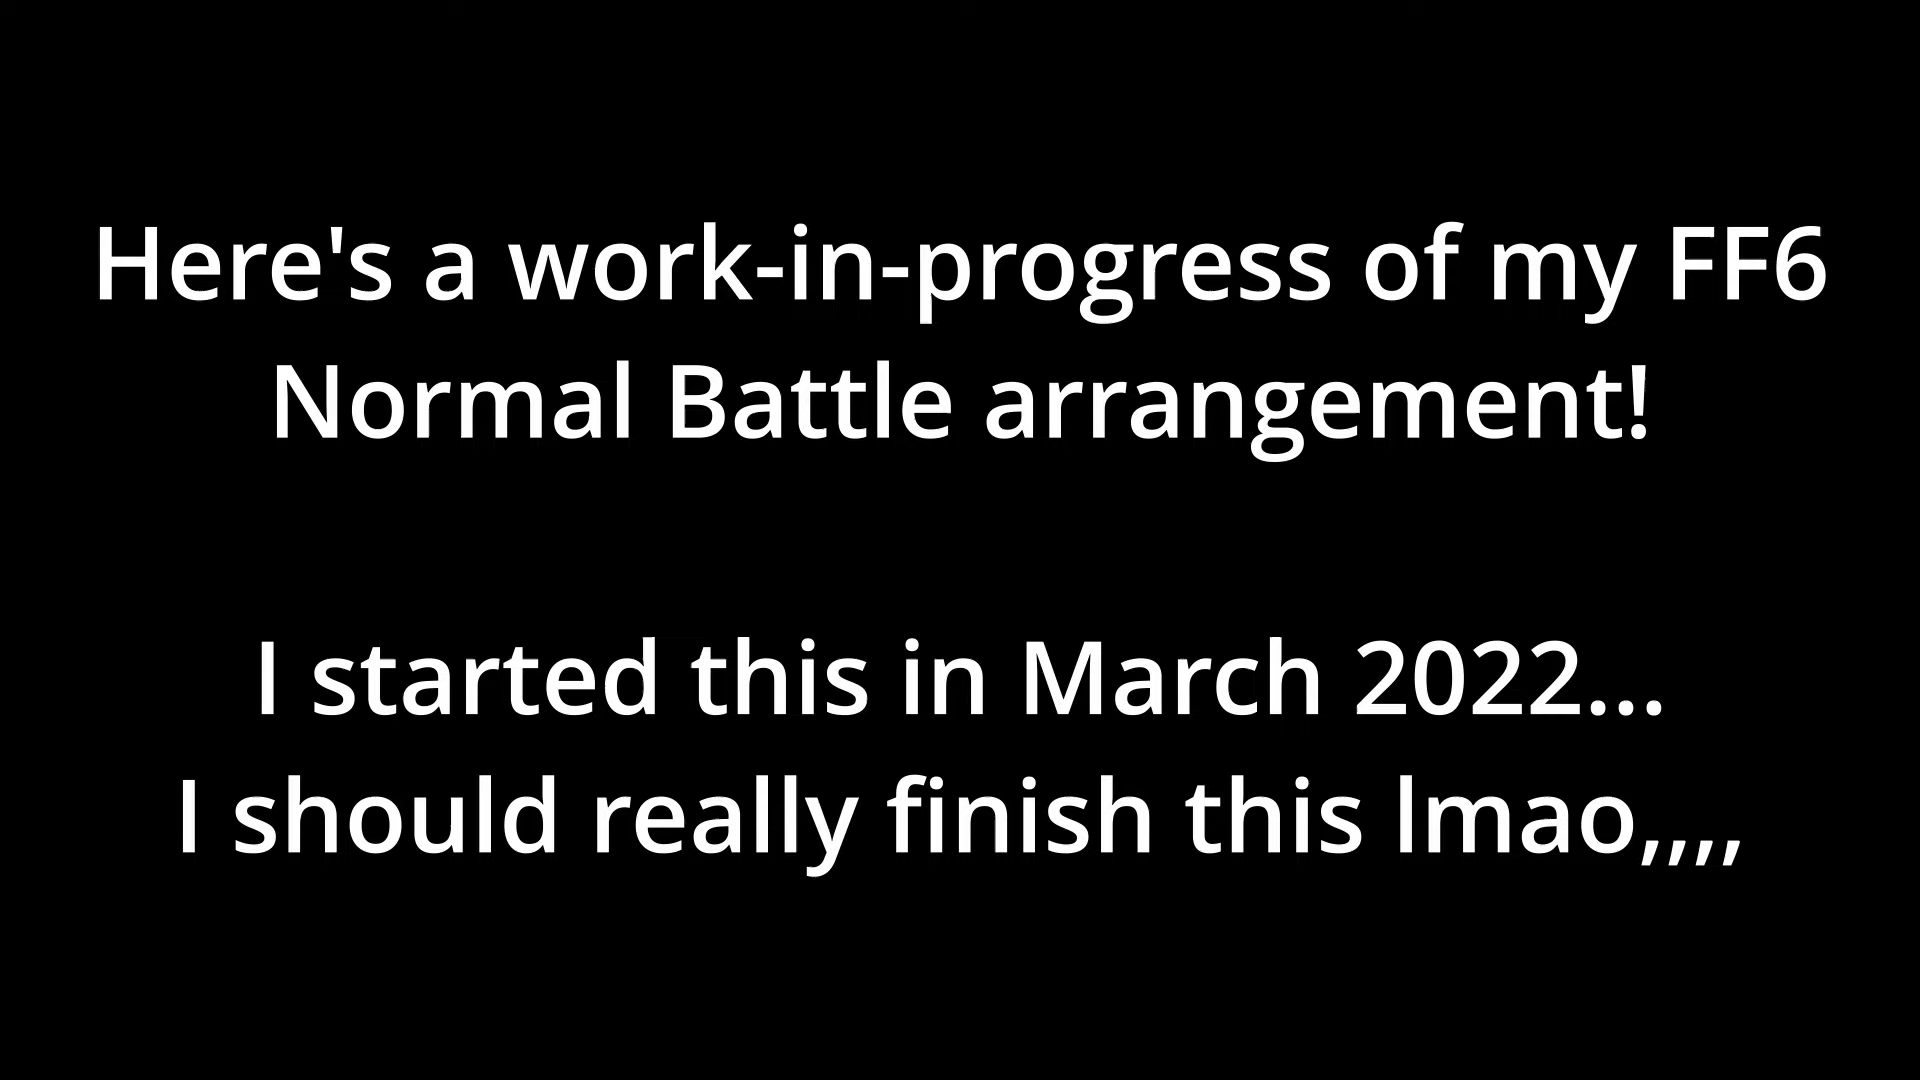 Here's a work-in-progress of my FF6
Normal Battle arrangement!
I started this in March 2022...
I should really finish this lmao,,,,